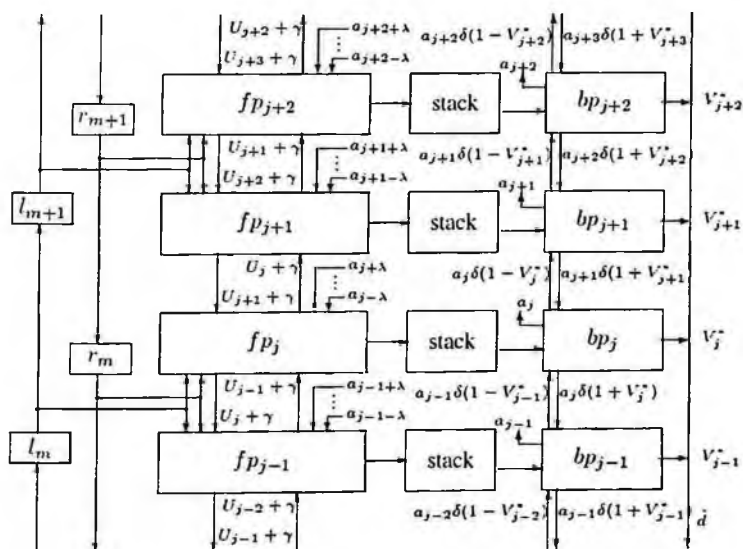 U_{j+2} + γ a_{j+2+λ} a_{j+2}δ(1 − V*_{j+2}) a_{j+3}δ(1 + V*_{j+3})
U_{j+3} + γ a_{j+2−λ} a_{j+2}
r_{m+1} fp_{j+2} stack bp_{j+2} V*_{j+2}
U_{j+1} + γ a_{j+1+λ} a_{j+1}δ(1 − V*_{j+1}) a_{j+2}δ(1 + V*_{j+2})
U_{j+2} + γ a_{j+1−λ} a_{j+1}
l_{m+1} fp_{j+1} stack bp_{j+1} V*_{j+1}
U_j + γ a_{j+λ} a_jδ(1 − V*_j) a_{j+1}δ(1 + V*_{j+1})
U_{j+1} + γ a_{j−λ} a_j
r_m fp_j stack bp_j V*_j
U_{j−1} + γ a_{j−1+λ} a_{j−1}δ(1 − V*_{j−1}) a_jδ(1 + V*_j)
U_j + γ a_{j−1−λ} a_{j−1}
l_m fp_{j−1} stack bp_{j−1} V*_{j−1}
U_{j−2} + γ a_{j−2}δ(1 − V*_{j−2}) a_{j−1}δ(1 + V*_{j−1}) d
U_{j−1} + γ